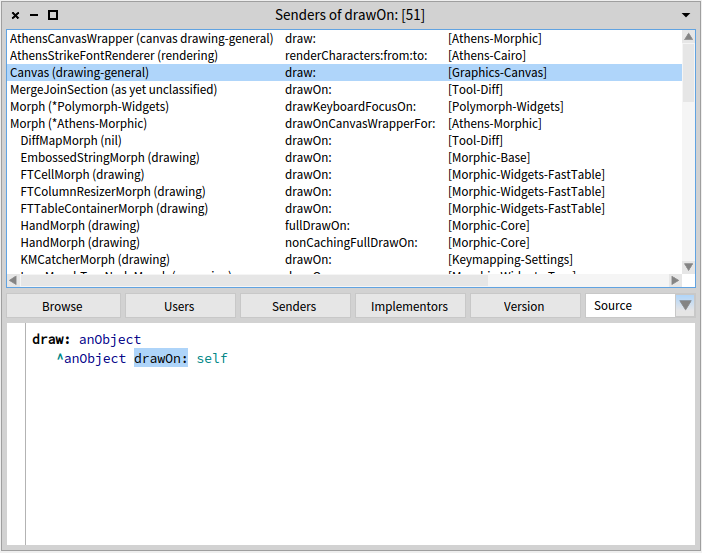 Senders of drawOn: [51]
AthensCanvasWrapper (canvas drawing-general) draw: [Athens-Morphic]
AthensStrikeFontRenderer (rendering) renderCharacters:from:to: [Athens-Cairo]
Canvas (drawing-general) draw: [Graphics-Canvas]
MergeJoinSection (as yet unclassified) drawOn: [Tool-Diff]
Morph (*Polymorph-Widgets) drawKeyboardFocusOn: [Polymorph-Widgets]
Morph (*Athens-Morphic) drawOnCanvasWrapperFor: [Athens-Morphic]
DiffMapMorph (nil) drawOn: [Tool-Diff]
EmbossedStringMorph (drawing) drawOn: [Morphic-Base]
FTCellMorph (drawing) drawOn: [Morphic-Widgets-FastTable]
FTColumnResizerMorph (drawing) drawOn: [Morphic-Widgets-FastTable]
FTTableContainerMorph (drawing) drawOn: [Morphic-Widgets-FastTable]
HandMorph (drawing) fullDrawOn: [Morphic-Core]
HandMorph (drawing) nonCachingFullDrawOn: [Morphic-Core]
KMCatcherMorph (drawing) drawOn: [Keymapping-Settings]
Browse Users Senders Implementors Version Source
draw: anObject
^anObject drawOn: self